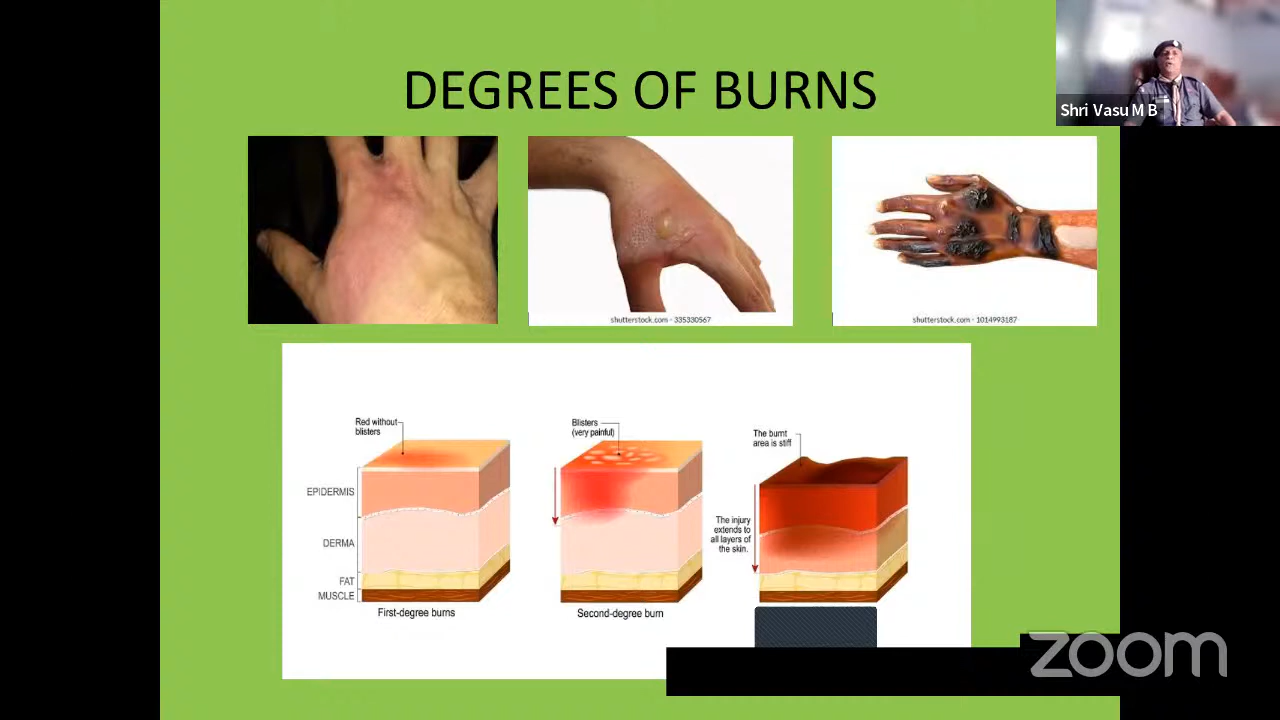 DEGREES OF BURNS
Shri Vasu M B
shutterstock.com · 335330567
shutterstock.com · 1014993187
Red without
blisters
Blisters
(very painful)
The burnt
area is stiff
EPIDERMIS
DERMA
FAT
MUSCLE
The injury
extends to
all layers of
the skin.
First-degree burns
Second-degree burn
zoom